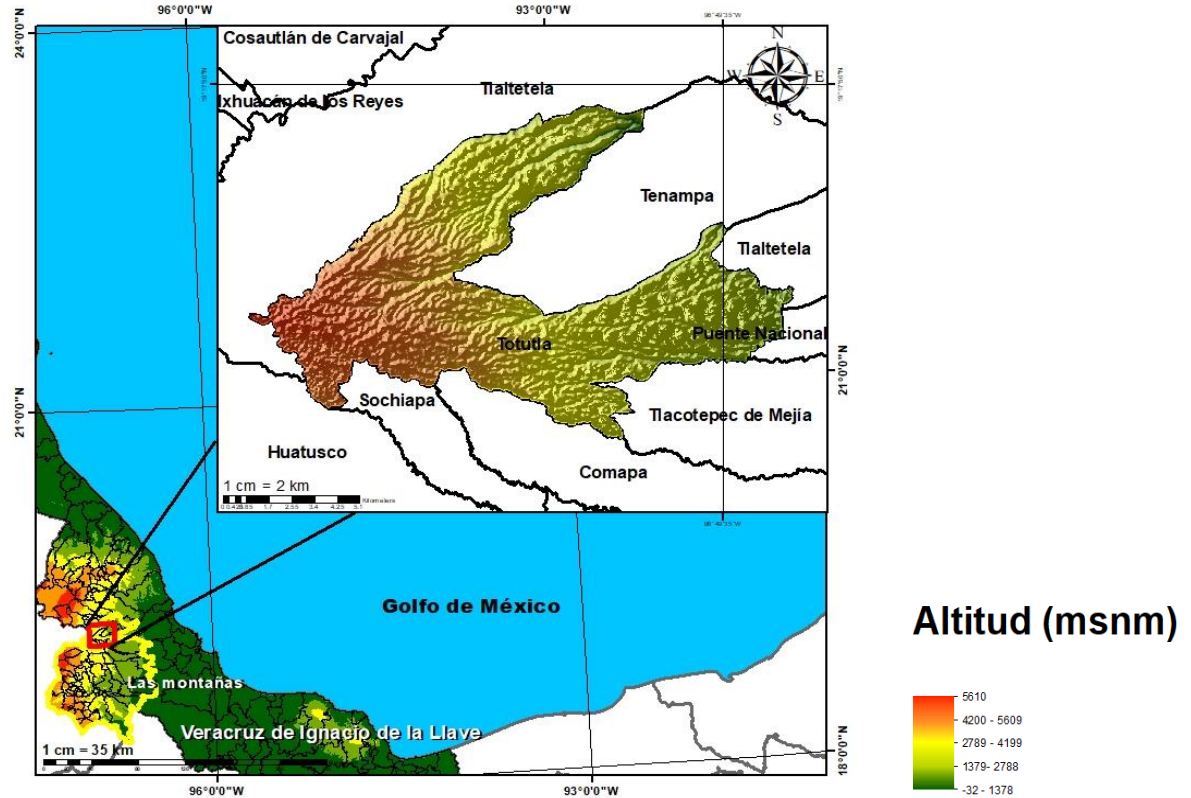 96°0'0"W
93°0'0"W
24°0'0"N
Cosautlán de Carvajal
N
Tlaltetela
W
E
Ixhuacán de los Reyes
S
Tenampa
Tlaltetela
Puente Nacional
Totutla
21°0'0"N
Sochiapa
Tlacotepec de Mejía
21°0'0"N
Huatusco
Comapa
1 cm = 2 km
Golfo de México
Altitud (msnm)
Las montañas
5610
4200 - 5609
Veracruz de Ignacio de la Llave
2789 - 4199
1 cm = 35 km
18°0'0"N
1379- 2788
-32 - 1378
96°0'0"W
93°0'0"W